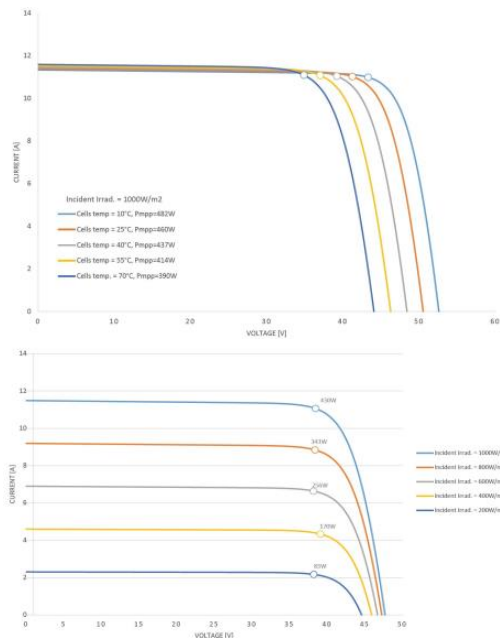 14
12
10
8
6
4
2
0
CURRENT [A]
Incident Irrad. = 1000W/m2
Cells temp = 10°C, Pmpp=482W
Cells temp = 25°C, Pmpp=460W
Cells temp = 40°C, Pmpp=437W
Cells temp = 55°C, Pmpp=414W
Cells temp. = 70°C, Pmpp=390W
0 10 20 30 40 50 60
VOLTAGE [V]
14
12
10
8
6
4
2
0
CURRENT [A]
430W
343W
256W
170W
83W
Incident Irrad. = 1000W/
Incident Irrad. = 800W/m
Incident Irrad. = 600W/m
Incident Irrad. = 400W/m
Incident Irrad. = 200W/m
0 5 10 15 20 25 30 35 40 45 50
VOLTAGE [V]